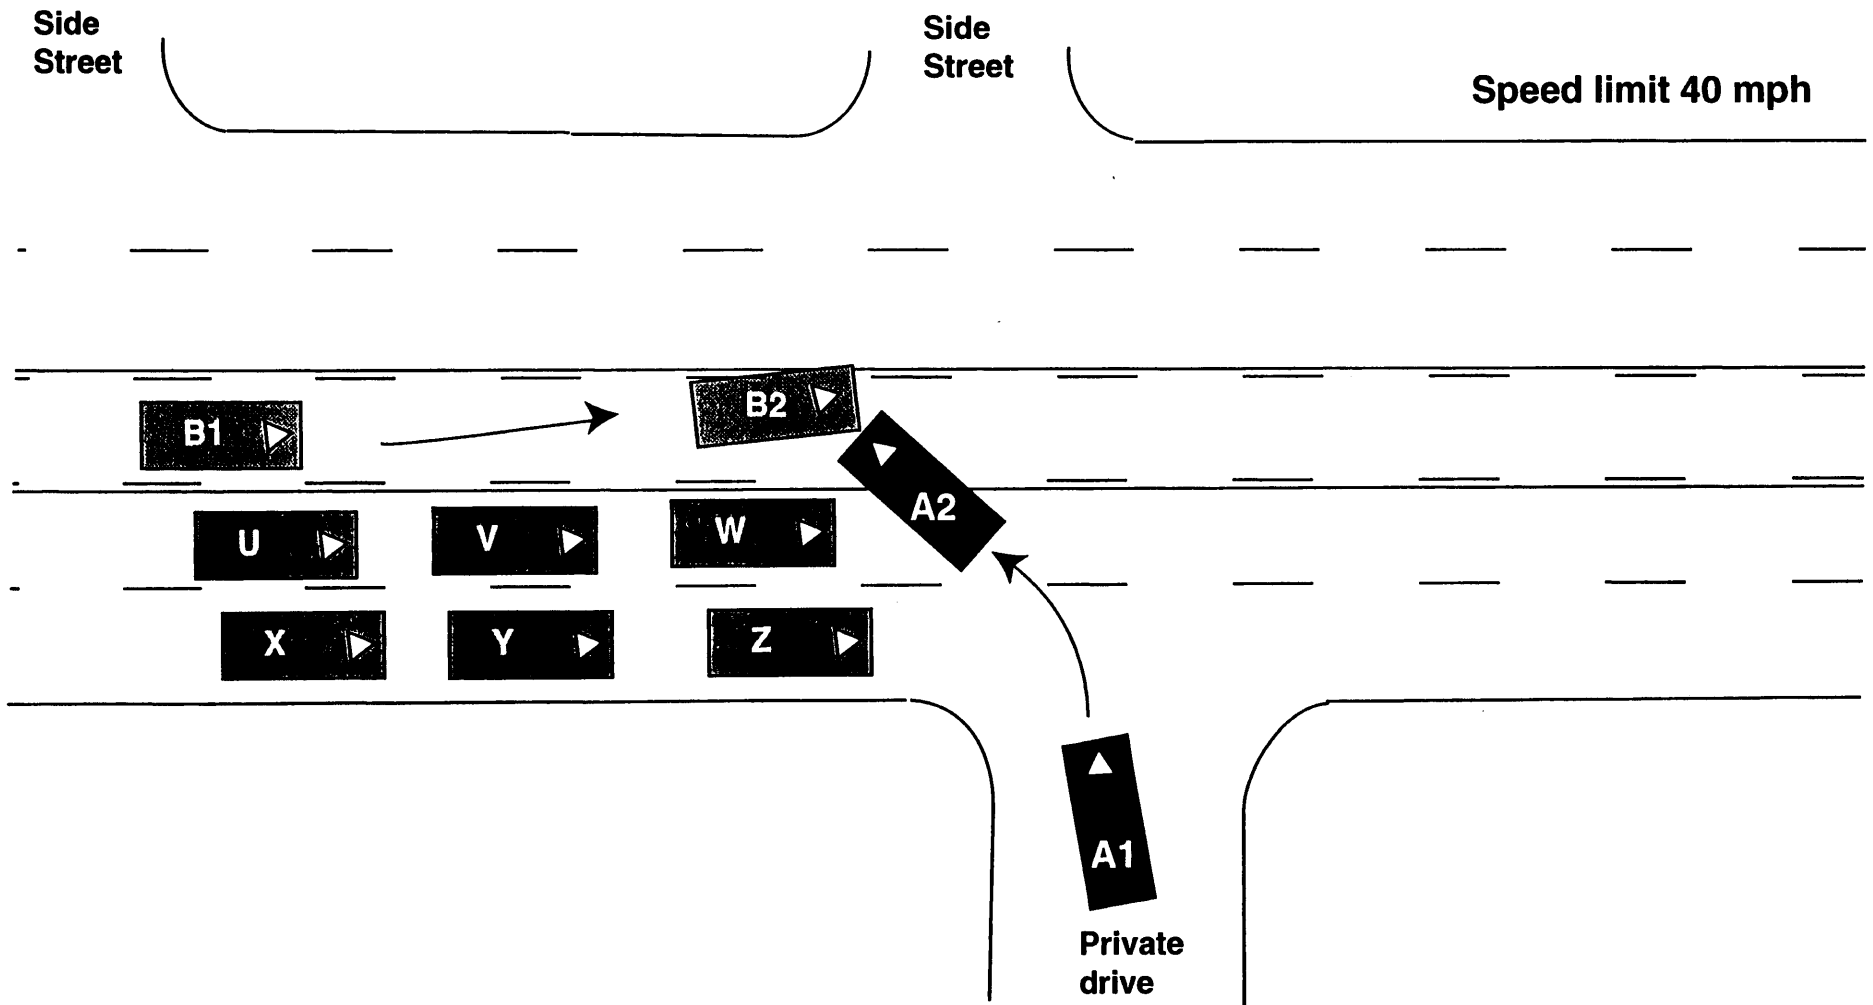 Side
Street
Side
Street
Speed limit 40 mph
B1
B2
A2
U
V
W
X
Y
Z
A1
Private
drive